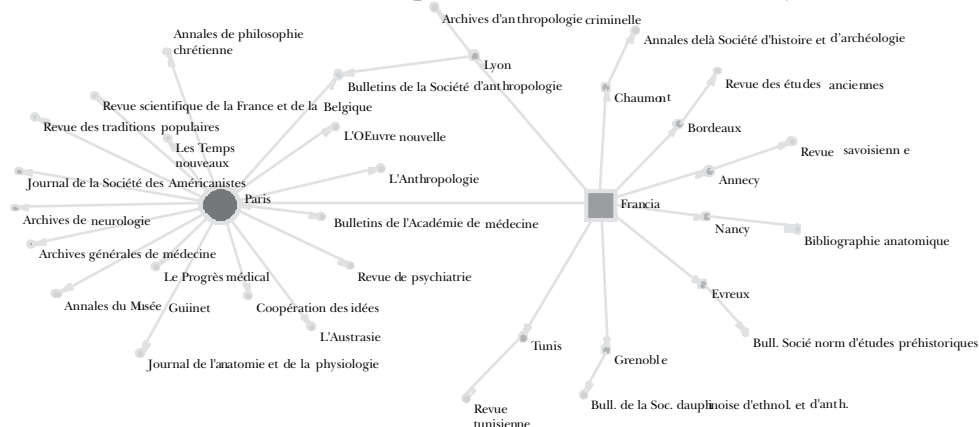 Archives d'anthropologie criminelle
Annales de philosophie
chrétienne
Annales delà Société d'histoire et d'archéologie
Lyon
Bulletins de la Société d'anthropologie
Revue des études anciennes
Chaumont
Revue scientifique de la France et de la Belgique
Revue des traditions populaires
L'OEuvre nouvelle
Bordeaux
Les Temps
nouveaux
Revue savoisienne
L'Anthropologie
Annecy
Journal de la Société des Américanistes
Paris
Francia
Archives de neurologie
Bulletins de l'Académie de médecine
Nancy
Bibliographie anatomique
Archives générales de médecine
Le Progrès médical
Revue de psychiatrie
Evreux
Annales du Musée Guiinet
Coopération des idées
L'Austrasie
Bull. Socié norm d'études préhistoriques
Tunis
Grenoble
Journal de l'anatomie et de la physiologie
Bull. de la Soc. dauphinoise d'ethnol. et d'anth.
Revue
tunisienne